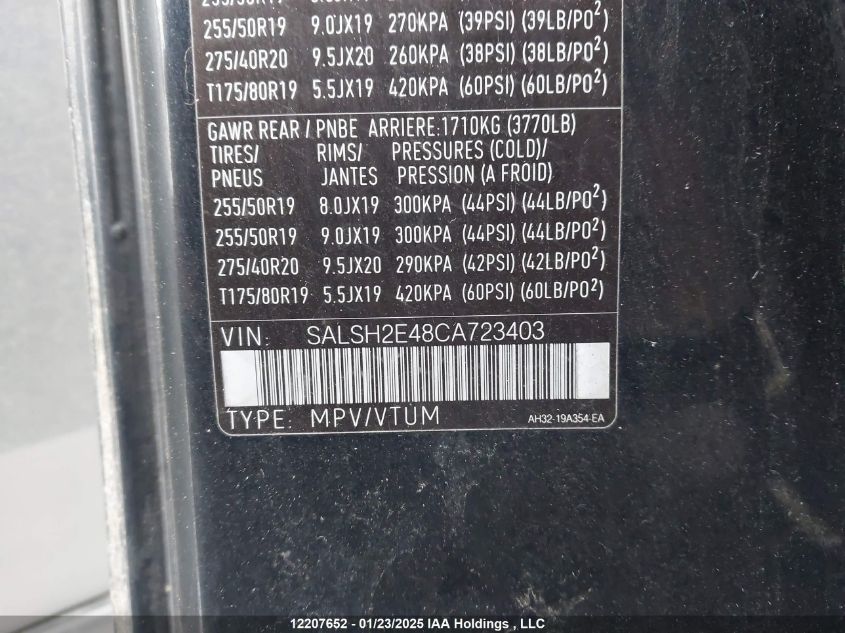 255/50R19 9.0JX19 270KPA (39PSI) (39LB/PO²)
275/40R20 9.5JX20 260KPA (38PSI) (38LB/PO²)
T175/80R19 5.5JX19 420KPA (60PSI) (60LB/PO²)
GAWR REAR / PNBE ARRIERE:1710KG (3770LB)
TIRES/ RIMS/ PRESSURES (COLD)/
PNEUS JANTES PRESSION (A FROID)
255/50R19 8.0JX19 300KPA (44PSI) (44LB/PO²)
255/50R19 9.0JX19 300KPA (44PSI) (44LB/PO²)
275/40R20 9.5JX20 290KPA (42PSI) (42LB/PO²)
T175/80R19 5.5JX19 420KPA (60PSI) (60LB/PO²)
VIN: SALSH2E48CA723403
TYPE: MPV/VTUM AH32-19A354-EA
12207652 - 01/23/2025 IAA Holdings , LLC